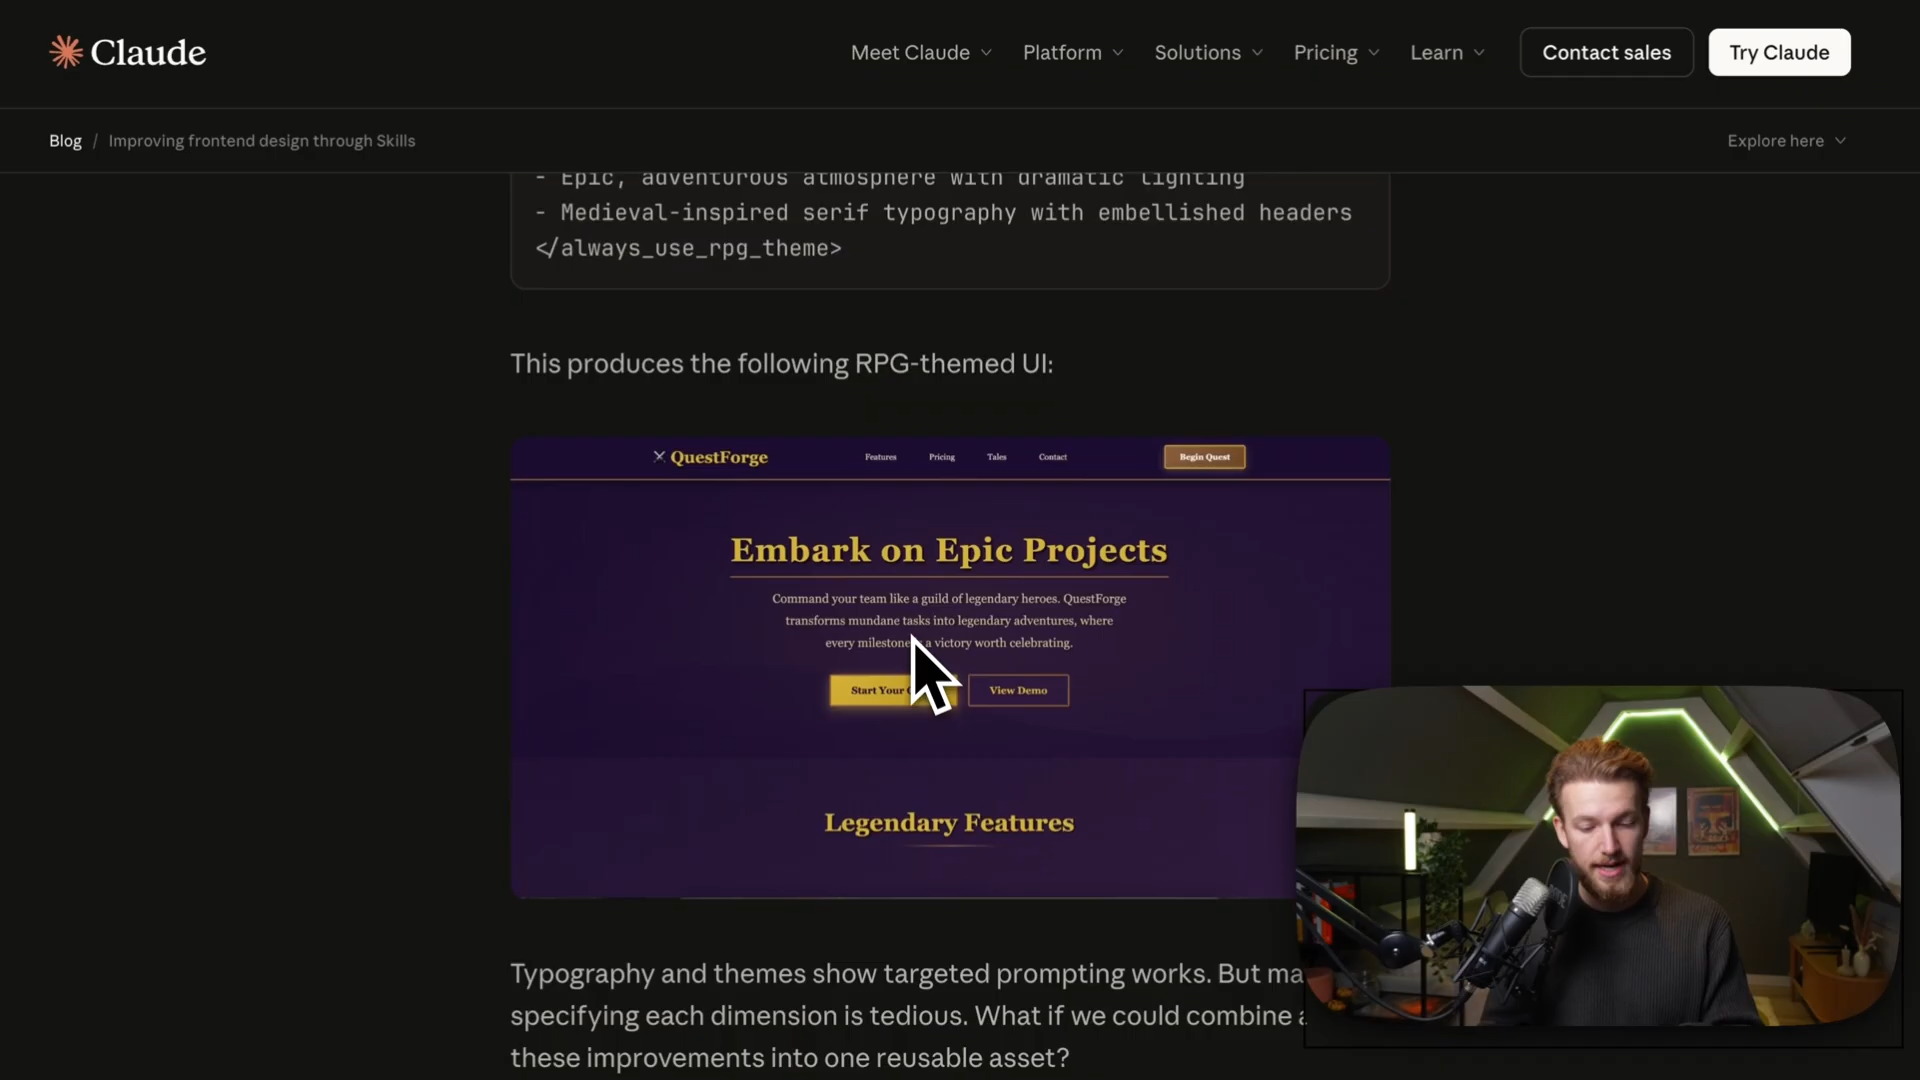 Claude
Meet Claude
Platform
Solutions
Pricing
Learn
Contact sales
Try Claude
Blog / Improving frontend design through Skills
Explore here
- Epic, adventurous atmosphere with dramatic lighting
- Medieval-inspired serif typography with embellished headers
</always_use_rpg_theme>
This produces the following RPG-themed UI:
QuestForge
Features
Pricing
Tales
Contact
Begin Quest
Embark on Epic Projects
Command your team like a guild of legendary heroes. QuestForge
transforms mundane tasks into legendary adventures, where
every milestone a victory worth celebrating.
Start Your
View Demo
Legendary Features
Typography and themes show targeted prompting works. But
specifying each dimension is tedious. What if we could combine
these improvements into one reusable asset?